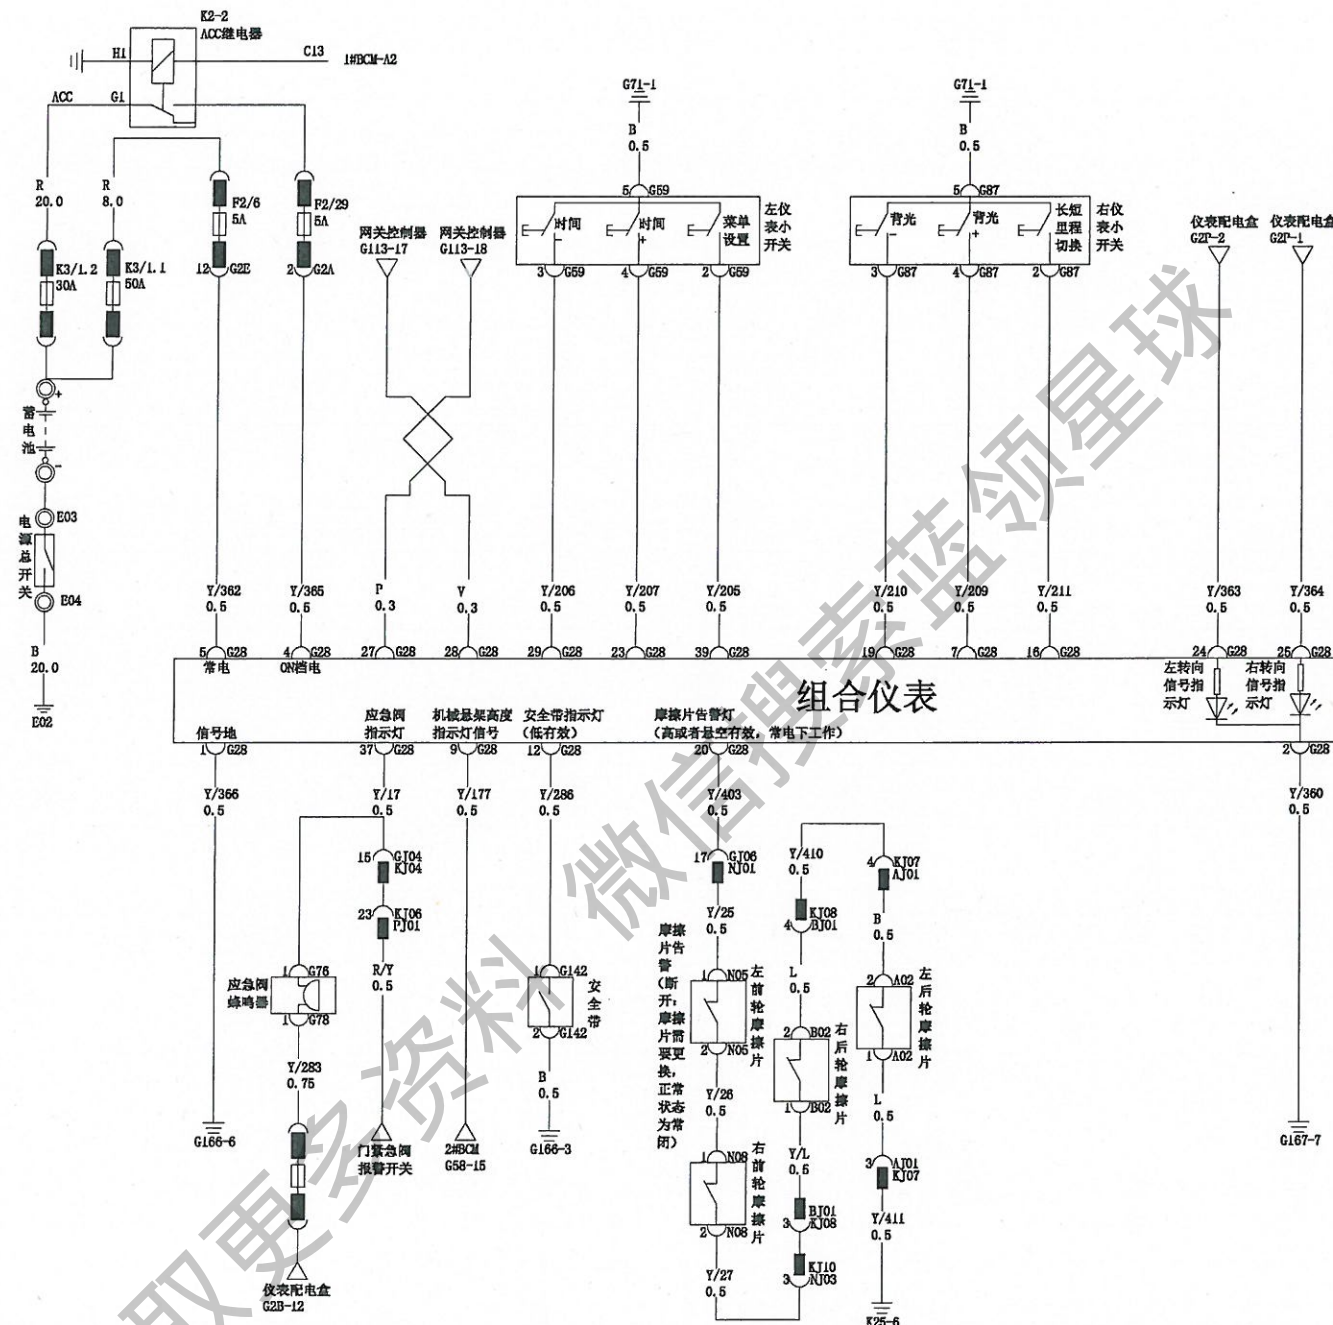 K2-2
ACC继电器
H1
C13
1#BCM-A2
ACC
G1
R
20.0
R
8.0
K3/1.2
30A
K3/1.1
50A
F2/6
5A
F2/29
5A
12 G2E
2 G2A
网关控制器
G113-17
网关控制器
G113-18
G71-1
B
0.5
5 G59
时间
-
时间
+
菜单
设置
左仪
表小
开关
3 G59
4 G59
2 G59
G71-1
B
0.5
5 G87
背光
-
背光
+
长短
里程
切换
右仪
表小
开关
3 G87
4 G87
2 G87
仪表配电盒
G2P-2
仪表配电盒
G2P-1
+
蓄电池
-
E03
电源总开关
E04
B
20.0
E02
Y/362
0.5
Y/365
0.5
P
0.3
V
0.3
Y/206
0.5
Y/207
0.5
Y/205
0.5
Y/210
0.5
Y/209
0.5
Y/211
0.5
Y/363
0.5
Y/364
0.5
5 G28
4 G28
27 G28
28 G28
29 G28
23 G28
39 G28
19 G28
7 G28
16 G28
24 G28
25 G28
常电
ON档电
组合仪表
左转向
信号指
示灯
右转向
信号指
示灯
信号地
应急阀
指示灯
机械悬架高度
指示灯信号
安全带指示灯
(低有效)
摩擦片告警灯
(高或者悬空有效，常电下工作)
1 G28
37 G28
9 G28
12 G28
20 G28
2 G28
Y/366
0.5
Y/17
0.5
Y/177
0.5
Y/286
0.5
Y/403
0.5
Y/360
0.5
15 GJ04
KJ04
23 KJ06
PJ01
R/Y
0.5
1 G76
应急阀
蜂鸣器
1 G78
Y/283
0.75
仪表配电盒
G2B-12
G166-6
门紧急阀
报警开关
2#BCM
G58-15
1 G142
安全带
2 G142
B
0.5
G166-3
17 GJ06
NJ01
Y/25
0.5
摩擦
片告
警
(断
开：
摩擦
片需
要更
换，
正常
状态
为常
闭)
1 N05
左前轮摩擦片
2 N05
Y/26
0.5
1 N08
右前轮摩擦片
2 N08
Y/27
0.5
Y/410
0.5
KJ08
4 BJ01
L
0.5
2 B02
右后轮摩擦片
1 B02
Y/L
0.5
BJ01
3 KJ08
KJ10
3 NJ03
4 KJ07
AJ01
B
0.5
2 A02
左后轮摩擦片
1 A02
L
0.5
3 AJ01
KJ07
Y/411
0.5
K25-6
G167-7
取更多资料 微信搜索蓝领星球